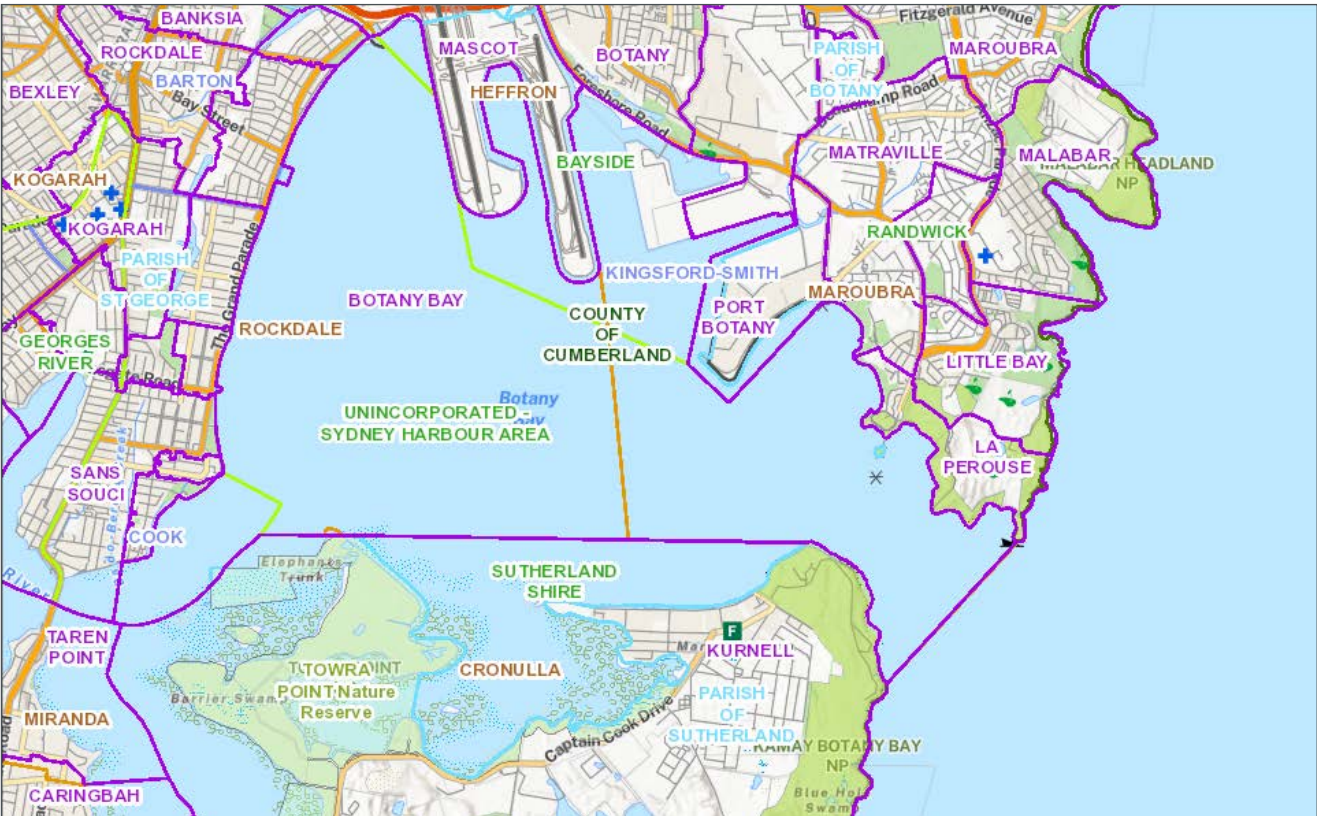 BANKSIA
Fitzgerald Avenue
ROCKDALE
MASCOT
BOTANY
PARISH
OF
BOTANY
MAROUBRA
BARTON
BEXLEY
HEFFRON
Bay Street
Foreshore Road
Beauchamp Road
BAYSIDE
MATRAVILLE
MALABAR
MALABAR HEADLAND
NP
KOGARAH
KOGARAH
RANDWICK
PARISH
OF
ST GEORGE
The Grand Parade
KINGSFORD-SMITH
MAROUBRA
BOTANY BAY
PORT
BOTANY
COUNTY
OF
CUMBERLAND
ROCKDALE
GEORGES
RIVER
Road
LITTLE BAY
Botany
Bay
UNINCORPORATED -
SYDNEY HARBOUR AREA
LA
PEROUSE
SANS
SOUCI
COOK
Elephants
Trunk
SUTHERLAND
SHIRE
River
TAREN
POINT
F
KURNELL
TOWRA
POINT Nature
Reserve
CRONULLA
Barrier Swamp
PARISH
OF
SUTHERLAND
MIRANDA
Captain Cook Drive
KAMAY BOTANY BAY
NP
Blue Hole
Swamp
CARINGBAH